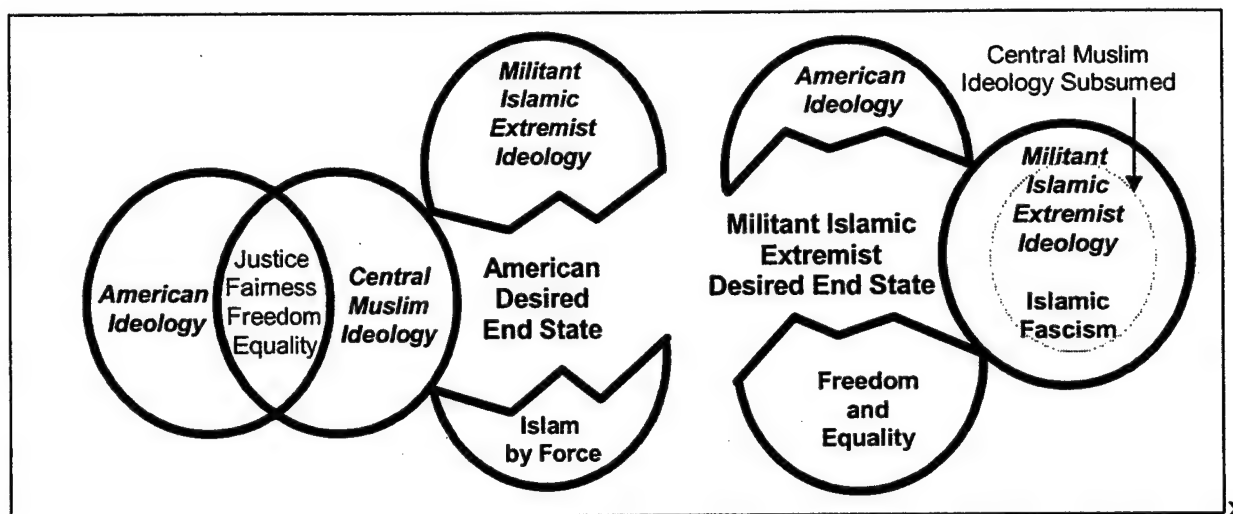 American
Ideology
Justice
Fairness
Freedom
Equality
Central
Muslim
Ideology
Militant
Islamic
Extremist
Ideology
American
Desired
End State
Islam
by Force
American
Ideology
Militant Islamic
Extremist
Desired End State
Freedom
and
Equality
Central Muslim
Ideology Subsumed
Militant
Islamic
Extremist
Ideology
Islamic
Fascism